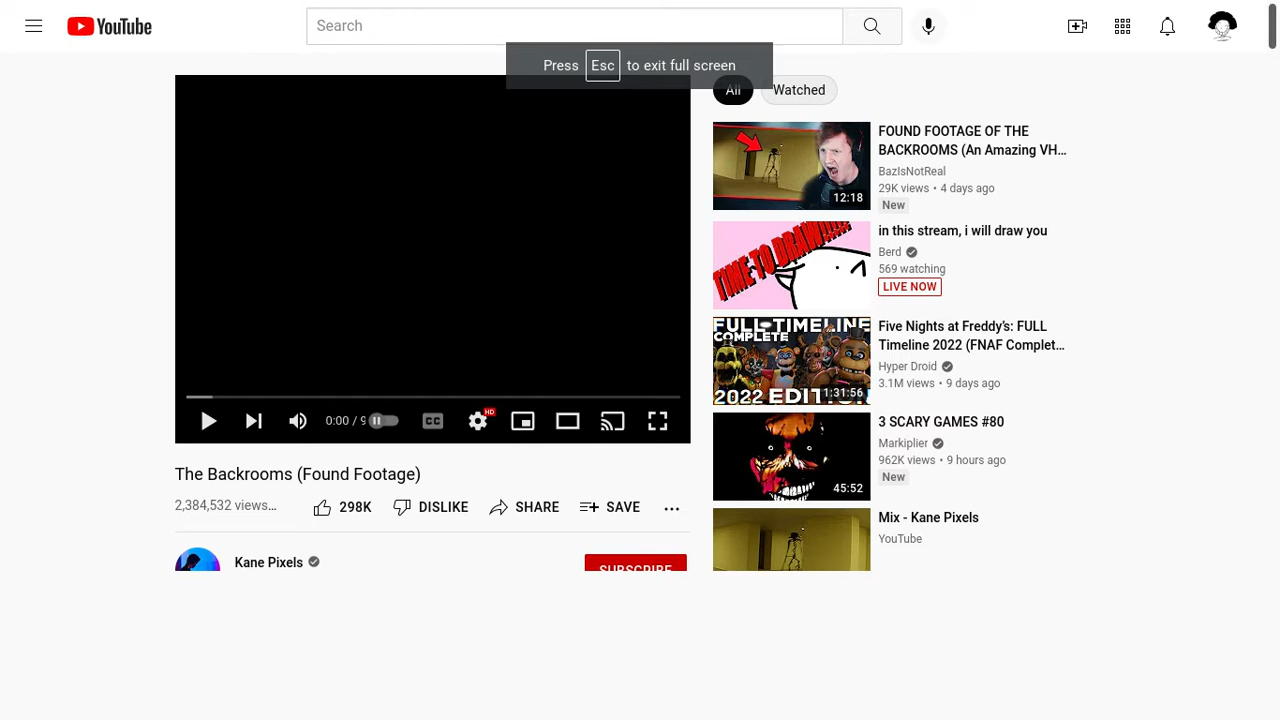 YouTube
Search
Press Esc to exit full screen
All
Watched
12:18
FOUND FOOTAGE OF THE
BACKROOMS (An Amazing VH…
BazIsNotReal
29K views • 4 days ago
New
TIME TO DRAW!!!!!
in this stream, i will draw you
Berd
569 watching
LIVE NOW
FULL TIMELINE
COMPLETE
2022 EDITION
1:31:56
Five Nights at Freddy's: FULL
Timeline 2022 (FNAF Complet…
Hyper Droid
3.1M views • 9 days ago
45:52
3 SCARY GAMES #80
Markiplier
962K views • 9 hours ago
New
Mix - Kane Pixels
YouTube
0:00 / 9
CC
HD
The Backrooms (Found Footage)
2,384,532 views…
298K
DISLIKE
SHARE
SAVE
Kane Pixels
SUBSCRIBE